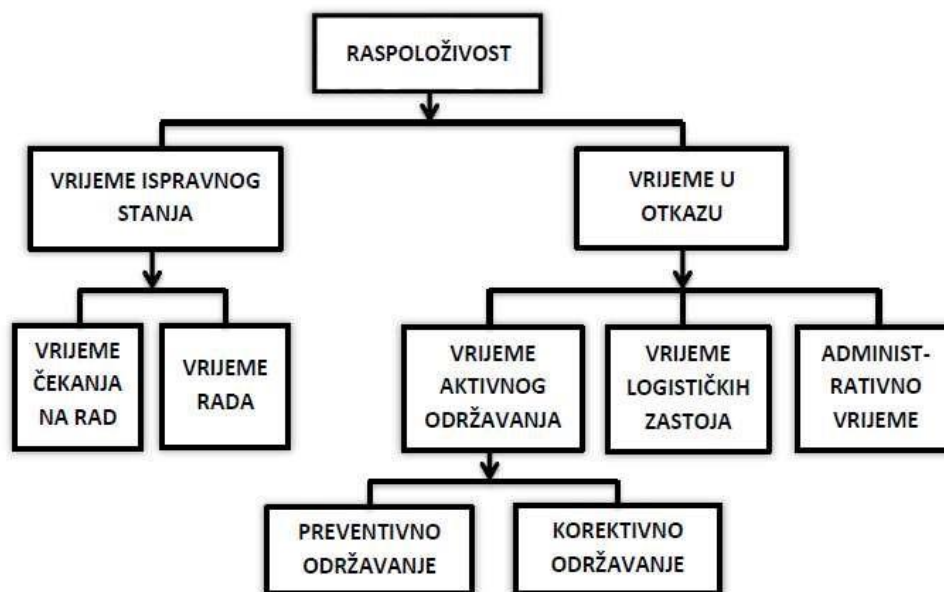 RASPOLOŽIVOST
VRIJEME ISPRAVNOG
STANJA
VRIJEME U
OTKAZU
VRIJEME
ČEKANJA
NA RAD
VRIJEME
RADA
VRIJEME
AKTIVNOG
ODRŽAVANJA
VRIJEME
LOGISTIČKIH
ZASTOJA
ADMINIST-
RATIVNO
VRIJEME
PREVENTIVNO
ODRŽAVANJE
KOREKTIVNO
ODRŽAVANJE